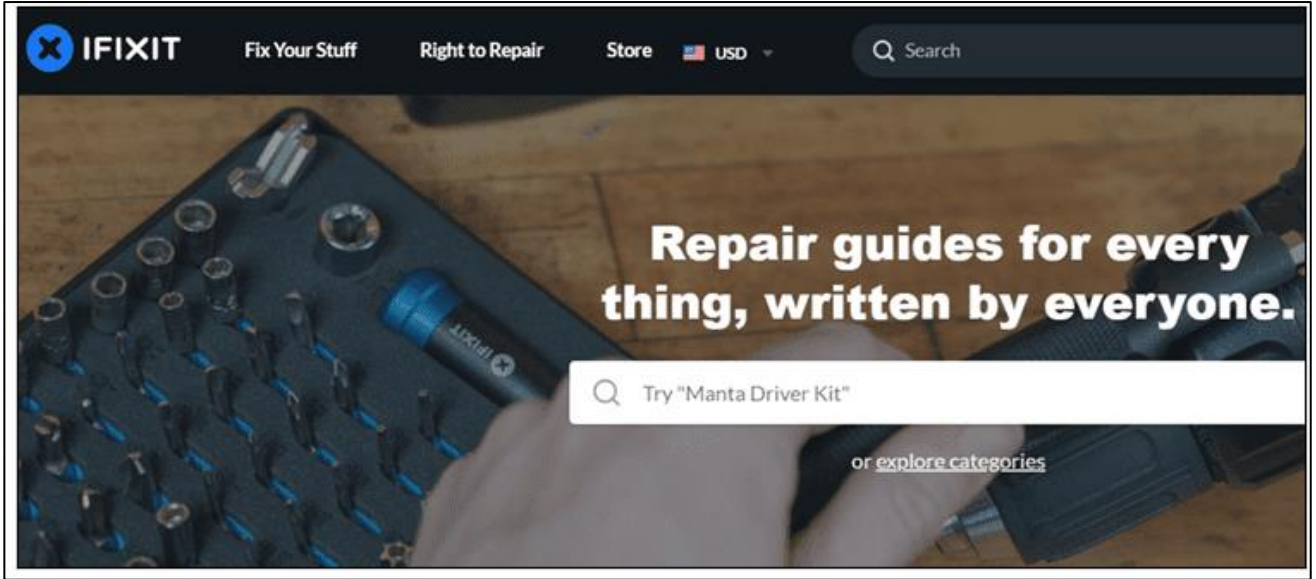 IFIXIT Fix Your Stuff Right to Repair Store USD Search
Repair guides for every
thing, written by everyone.
IFIXIT
Try "Manta Driver Kit"
or explore categories